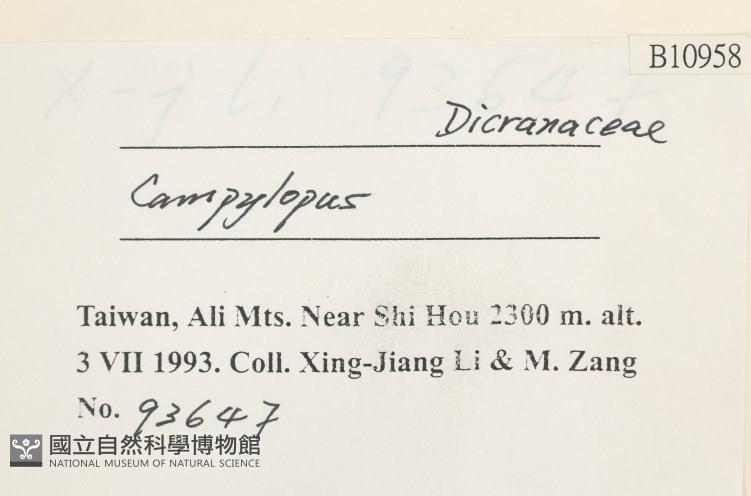 B10958
x-j li 93647
Dicranaceae
Campylopus
Taiwan, Ali Mts. Near Shi Hou 2300 m. alt.
3 VII 1993. Coll. Xing-Jiang Li & M. Zang
No. 93647
國立自然科學博物館
NATIONAL MUSEUM OF NATURAL SCIENCE